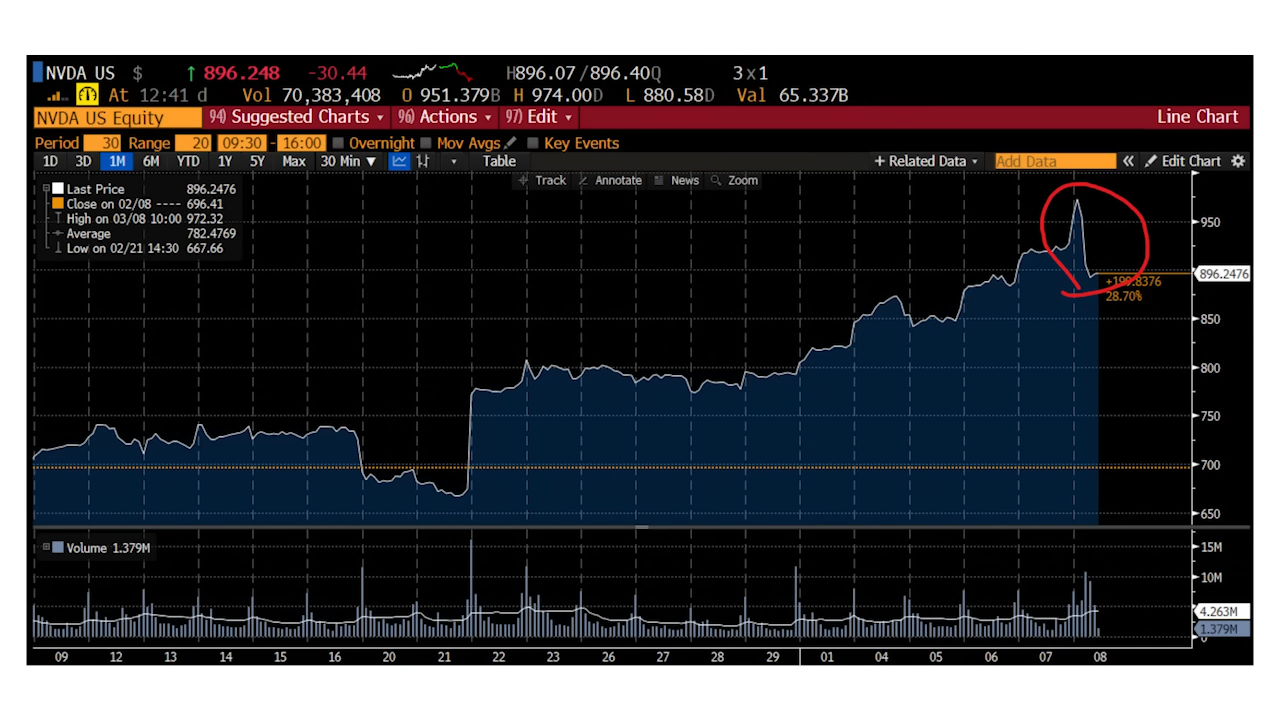 NVDA US $ ↑ 896.248 -30.44 H896.07/896.40Q 3x1
At 12:41 d Vol 70,383,408 O 951.379B H 974.00D L 880.58D Val 65.337B
NVDA US Equity 94) Suggested Charts 96) Actions 97) Edit Line Chart
Period 30 Range 20 09:30 - 16:00 Overnight Mov Avgs Key Events
1D 3D 1M 6M YTD 1Y 5Y Max 30 Min ▼ Table + Related Data Add Data « Edit Chart
Track Annotate News Zoom
Last Price 896.2476
Close on 02/08 ---- 696.41
High on 03/08 10:00 972.32
Average 782.4769
Low on 02/21 14:30 667.66
950
896.2476
+199.8376
28.70%
850
800
750
700
650
Volume 1.379M
15M
10M
4.263M
1.379M
0
09 12 13 14 15 16 20 21 22 23 26 27 28 29 01 04 05 06 07 08